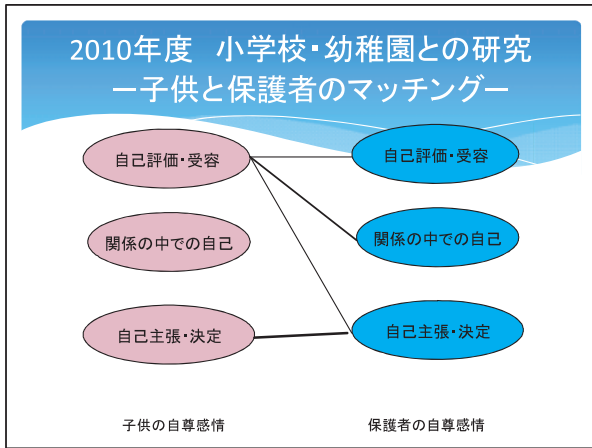 2010年度 小学校・幼稚園との研究
ー子供と保護者のマッチングー
自己評価・受容
自己評価・受容
関係の中での自己
関係の中での自己
自己主張・決定
自己主張・決定
子供の自尊感情
保護者の自尊感情